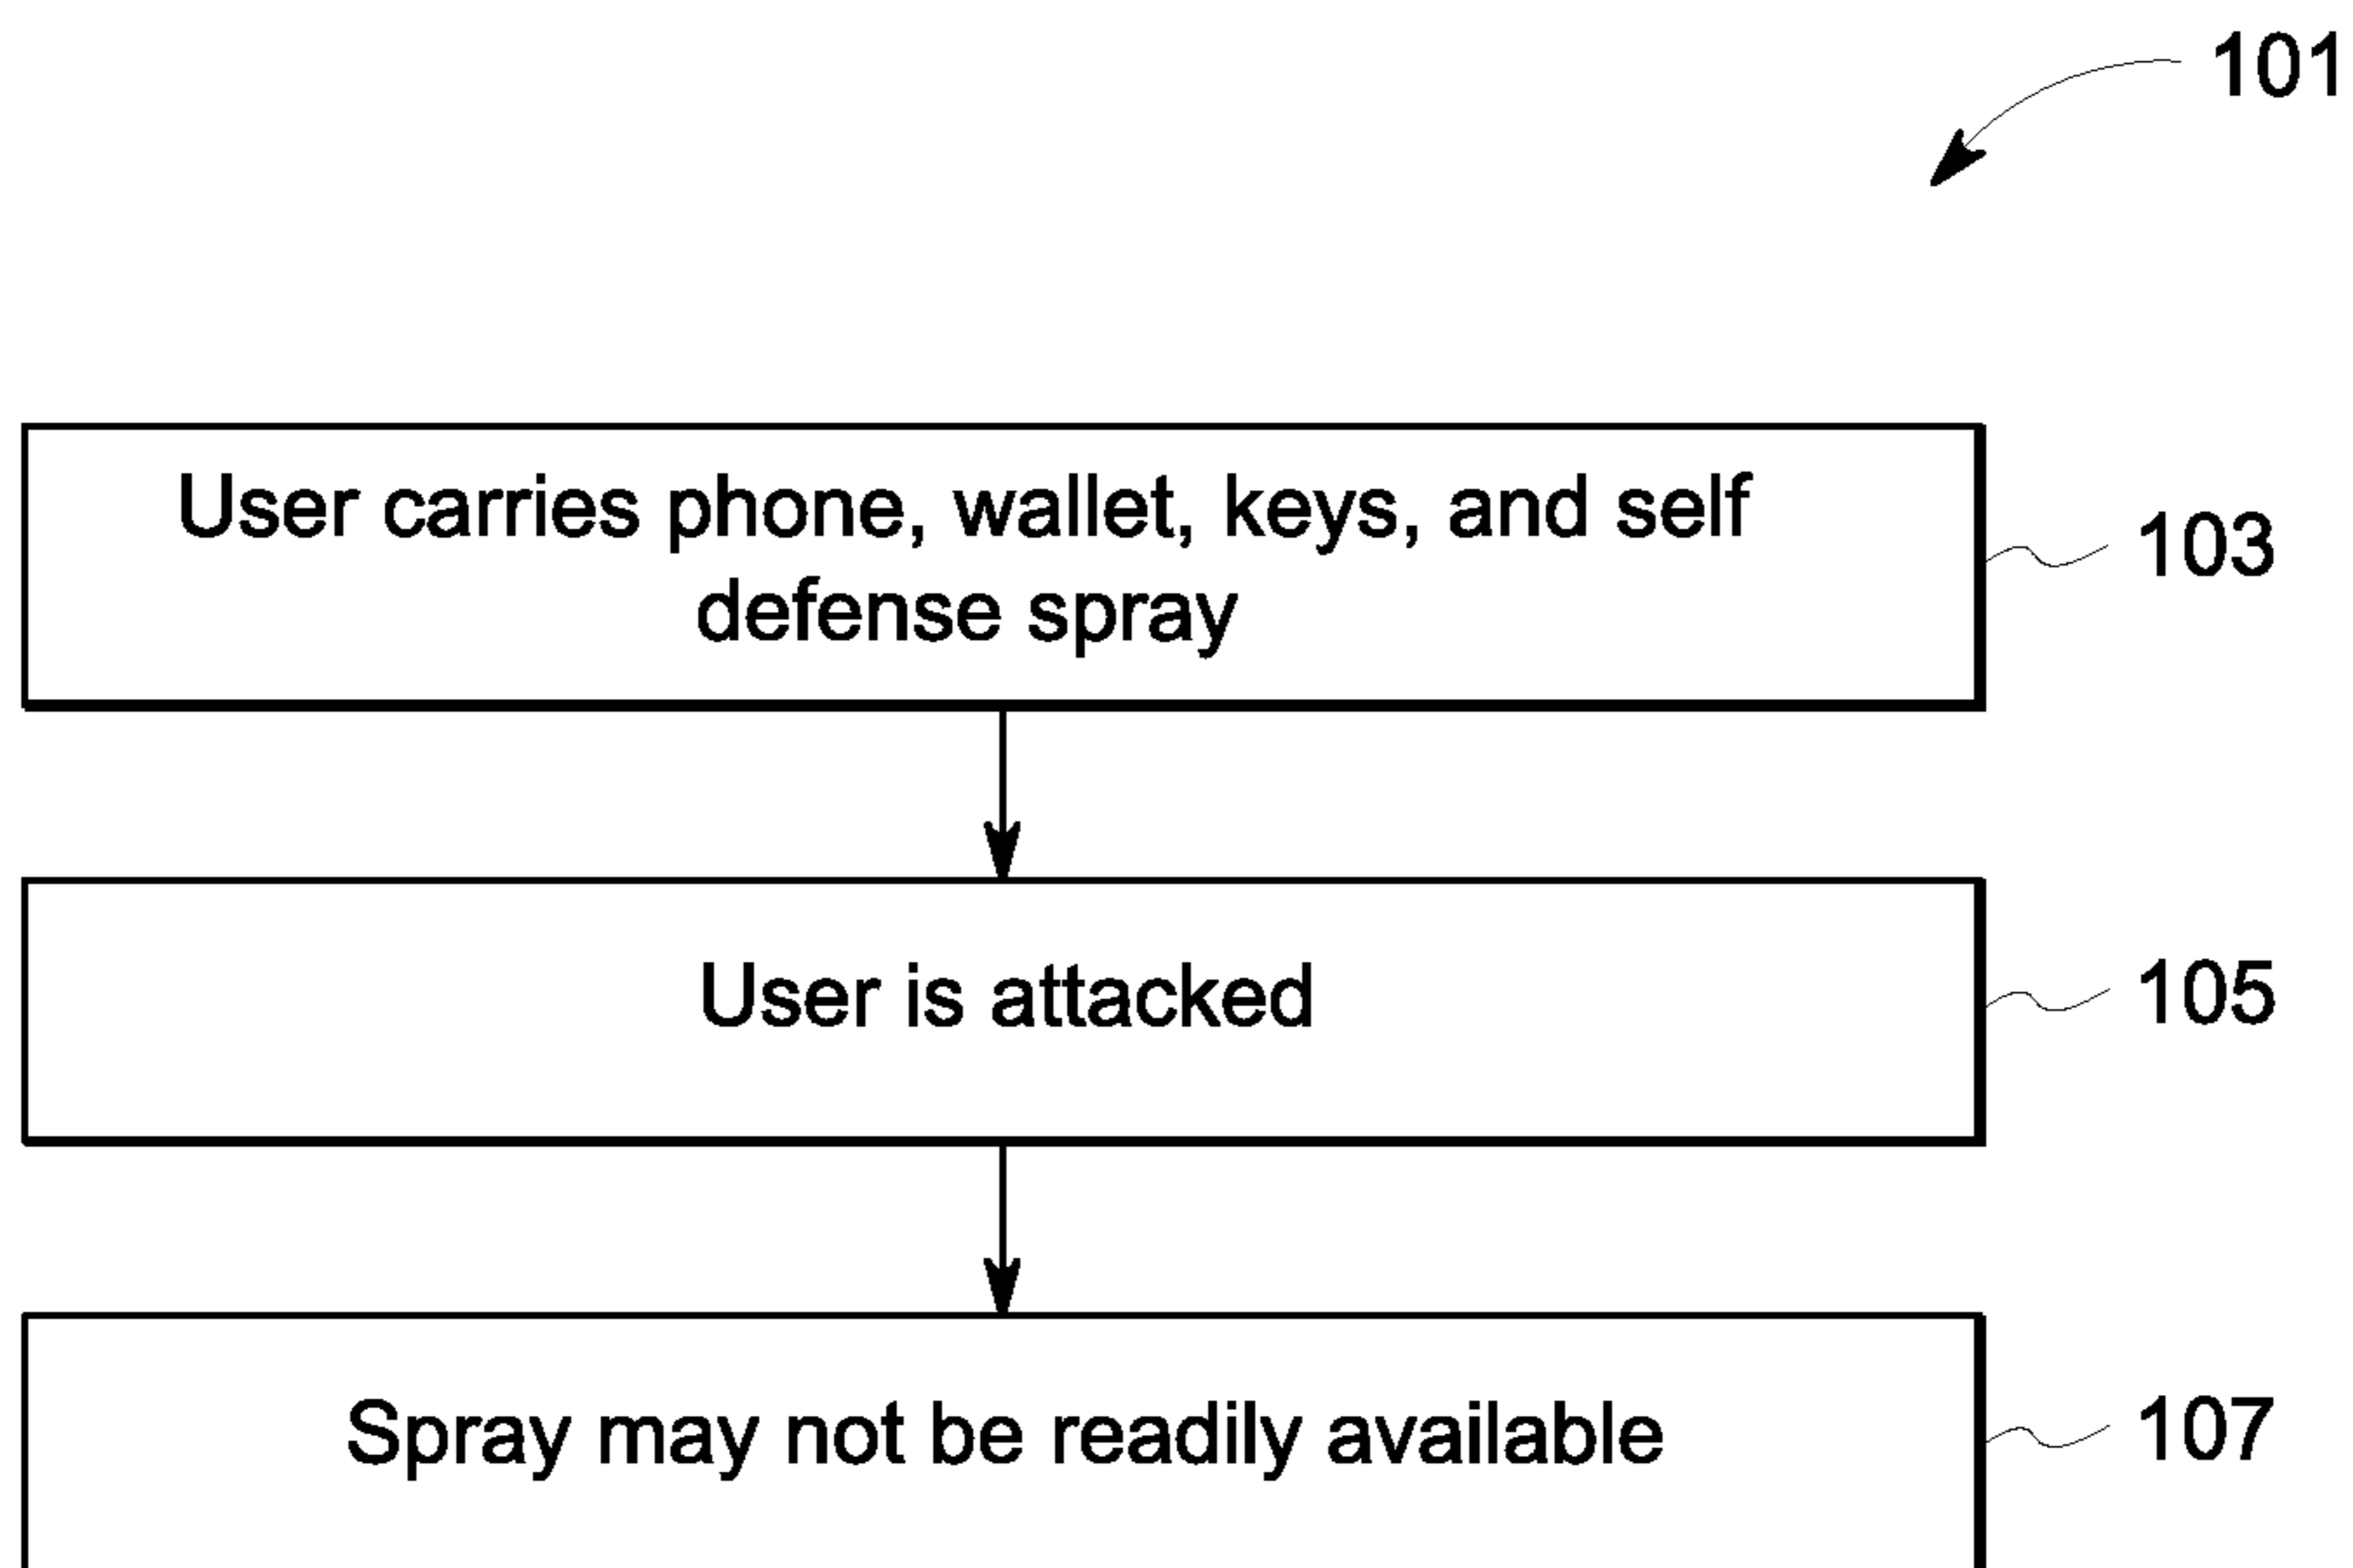 101
User carries phone, wallet, keys, and self
defense spray
103
User is attacked
105
Spray may not be readily available
107